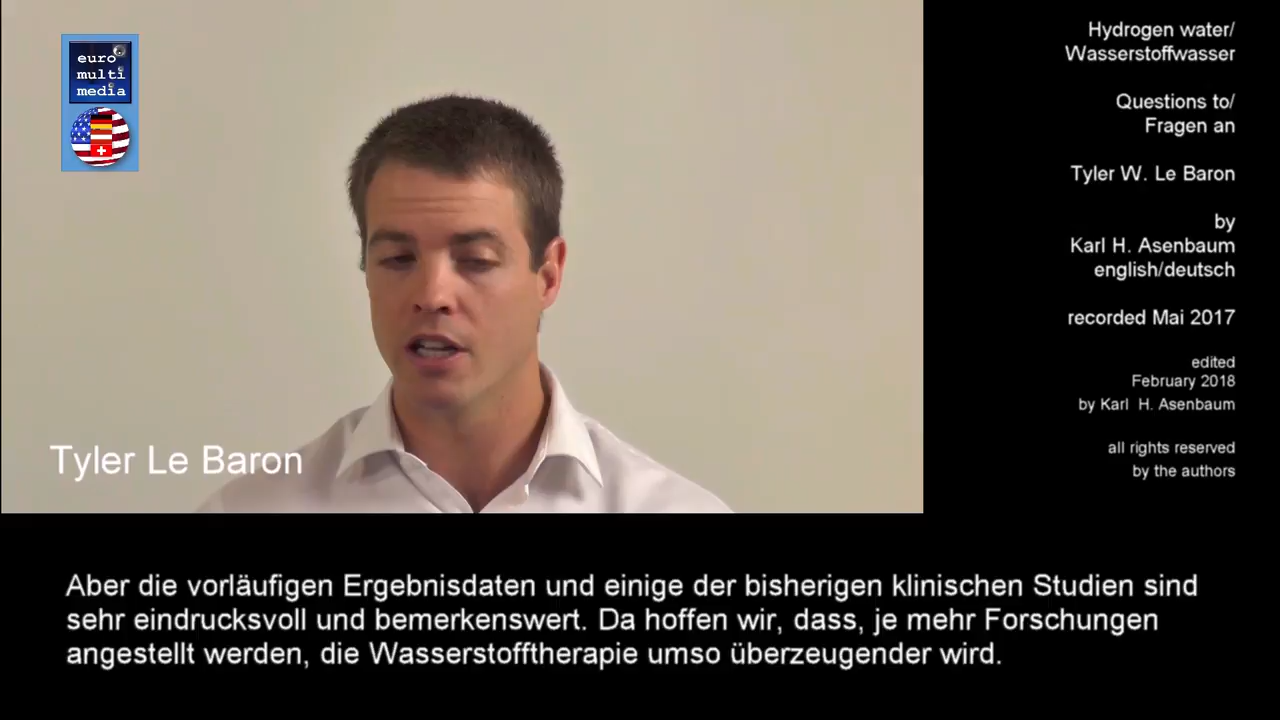 euro
multi
media
Tyler Le Baron
Hydrogen water/
Wasserstoffwasser
Questions to/
Fragen an
Tyler W. Le Baron
by
Karl H. Asenbaum
english/deutsch
recorded Mai 2017
edited
February 2018
by Karl H. Asenbaum
all rights reserved
by the authors
Aber die vorläufigen Ergebnisdaten und einige der bisherigen klinischen Studien sind
sehr eindrucksvoll und bemerkenswert. Da hoffen wir, dass, je mehr Forschungen
angestellt werden, die Wasserstofftherapie umso überzeugender wird.